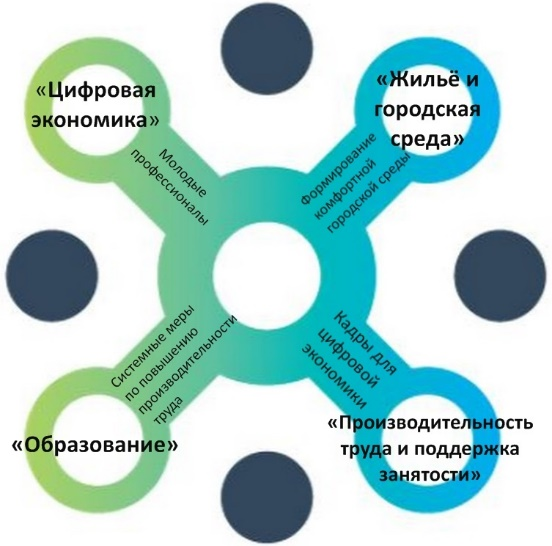 «Цифровая
экономика»
«Жильё и
городская
среда»
Молодые
профессионалы
Формирование
комфортной
городской среды
Системные меры
по повышению
производительности
труда
Кадры для
цифровой
экономики
«Образование»
«Производительность
труда и поддержка
занятости»